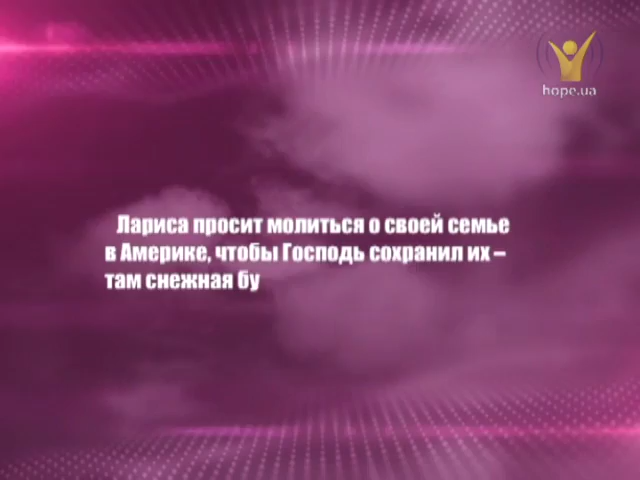 hope.ua
Лариса просит молиться о своей семье
в Америке, чтобы Господь сохранил их –
там снежная бу